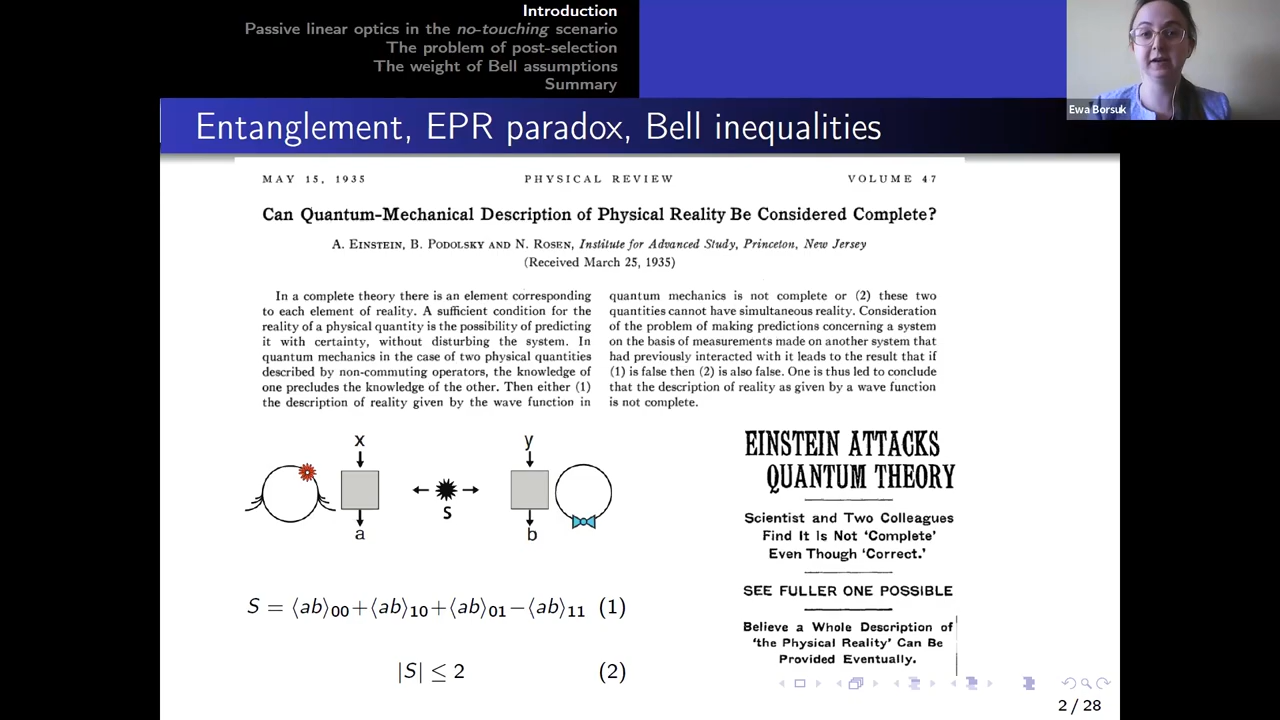 Introduction
Passive linear optics in the no-touching scenario
The problem of post-selection
The weight of Bell assumptions
Summary
Ewa Borsuk
Entanglement, EPR paradox, Bell inequalities
MAY 15, 1935 PHYSICAL REVIEW VOLUME 47
Can Quantum-Mechanical Description of Physical Reality Be Considered Complete?
A. EINSTEIN, B. PODOLSKY AND N. ROSEN, Institute for Advanced Study, Princeton, New Jersey
(Received March 25, 1935)
In a complete theory there is an element corresponding
to each element of reality. A sufficient condition for the
reality of a physical quantity is the possibility of predicting
it with certainty, without disturbing the system. In
quantum mechanics in the case of two physical quantities
described by non-commuting operators, the knowledge of
one precludes the knowledge of the other. Then either (1)
the description of reality given by the wave function in
quantum mechanics is not complete or (2) these two
quantities cannot have simultaneous reality. Consideration
of the problem of making predictions concerning a system
on the basis of measurements made on another system that
had previously interacted with it leads to the result that if
(1) is false then (2) is also false. One is thus led to conclude
that the description of reality as given by a wave function
is not complete.
x y
S
a b
S = ⟨ab⟩₀₀+⟨ab⟩₁₀+⟨ab⟩₀₁−⟨ab⟩₁₁ (1)
|S| ≤ 2 (2)
EINSTEIN ATTACKS
QUANTUM THEORY
Scientist and Two Colleagues
Find It Is Not 'Complete'
Even Though 'Correct.'
SEE FULLER ONE POSSIBLE
Believe a Whole Description of
'the Physical Reality' Can Be
Provided Eventually.
2 / 28